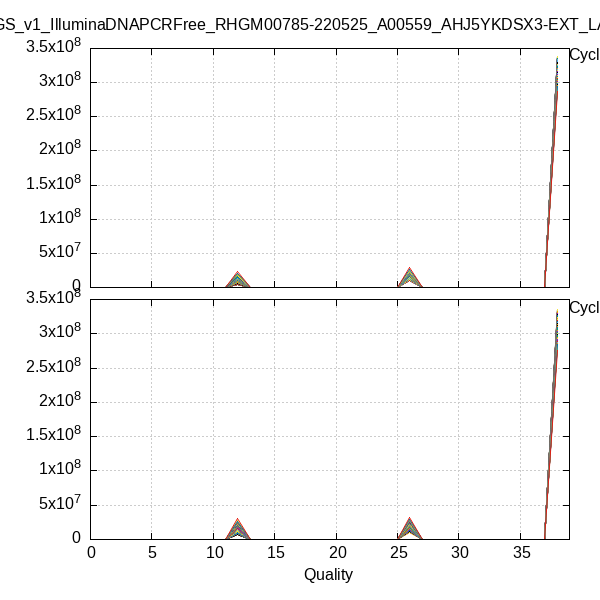 GS_v1_IlluminaDNAPCRFree_RHGM00785-220525_A00559_AHJ5YKDSX3-EXT_LA
3.5x10^8
Cycl
3x10^8
2.5x10^8
2x10^8
1.5x10^8
1x10^8
5x10^7
0
3.5x10^8
Cycl
3x10^8
2.5x10^8
2x10^8
1.5x10^8
1x10^8
5x10^7
0
0 5 10 15 20 25 30 35
Quality